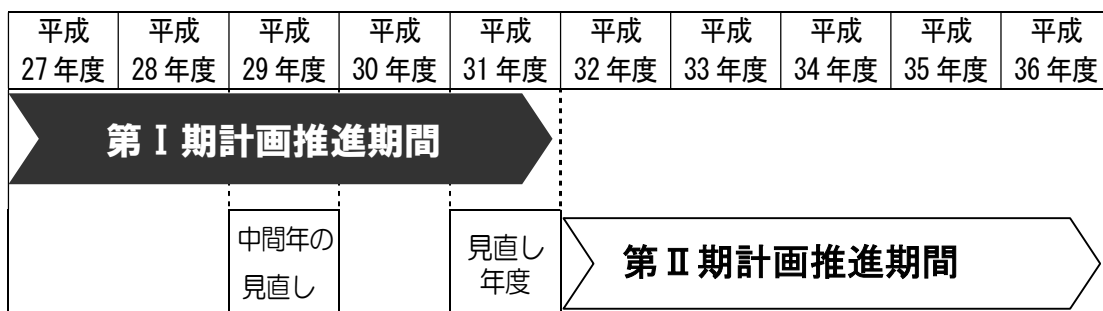 平成 平成 平成 平成 平成 平成 平成 平成 平成 平成
27年度 28年度 29年度 30年度 31年度 32年度 33年度 34年度 35年度 36年度
第Ⅰ期計画推進期間
中間年の
見直し
見直し
年度
第Ⅱ期計画推進期間